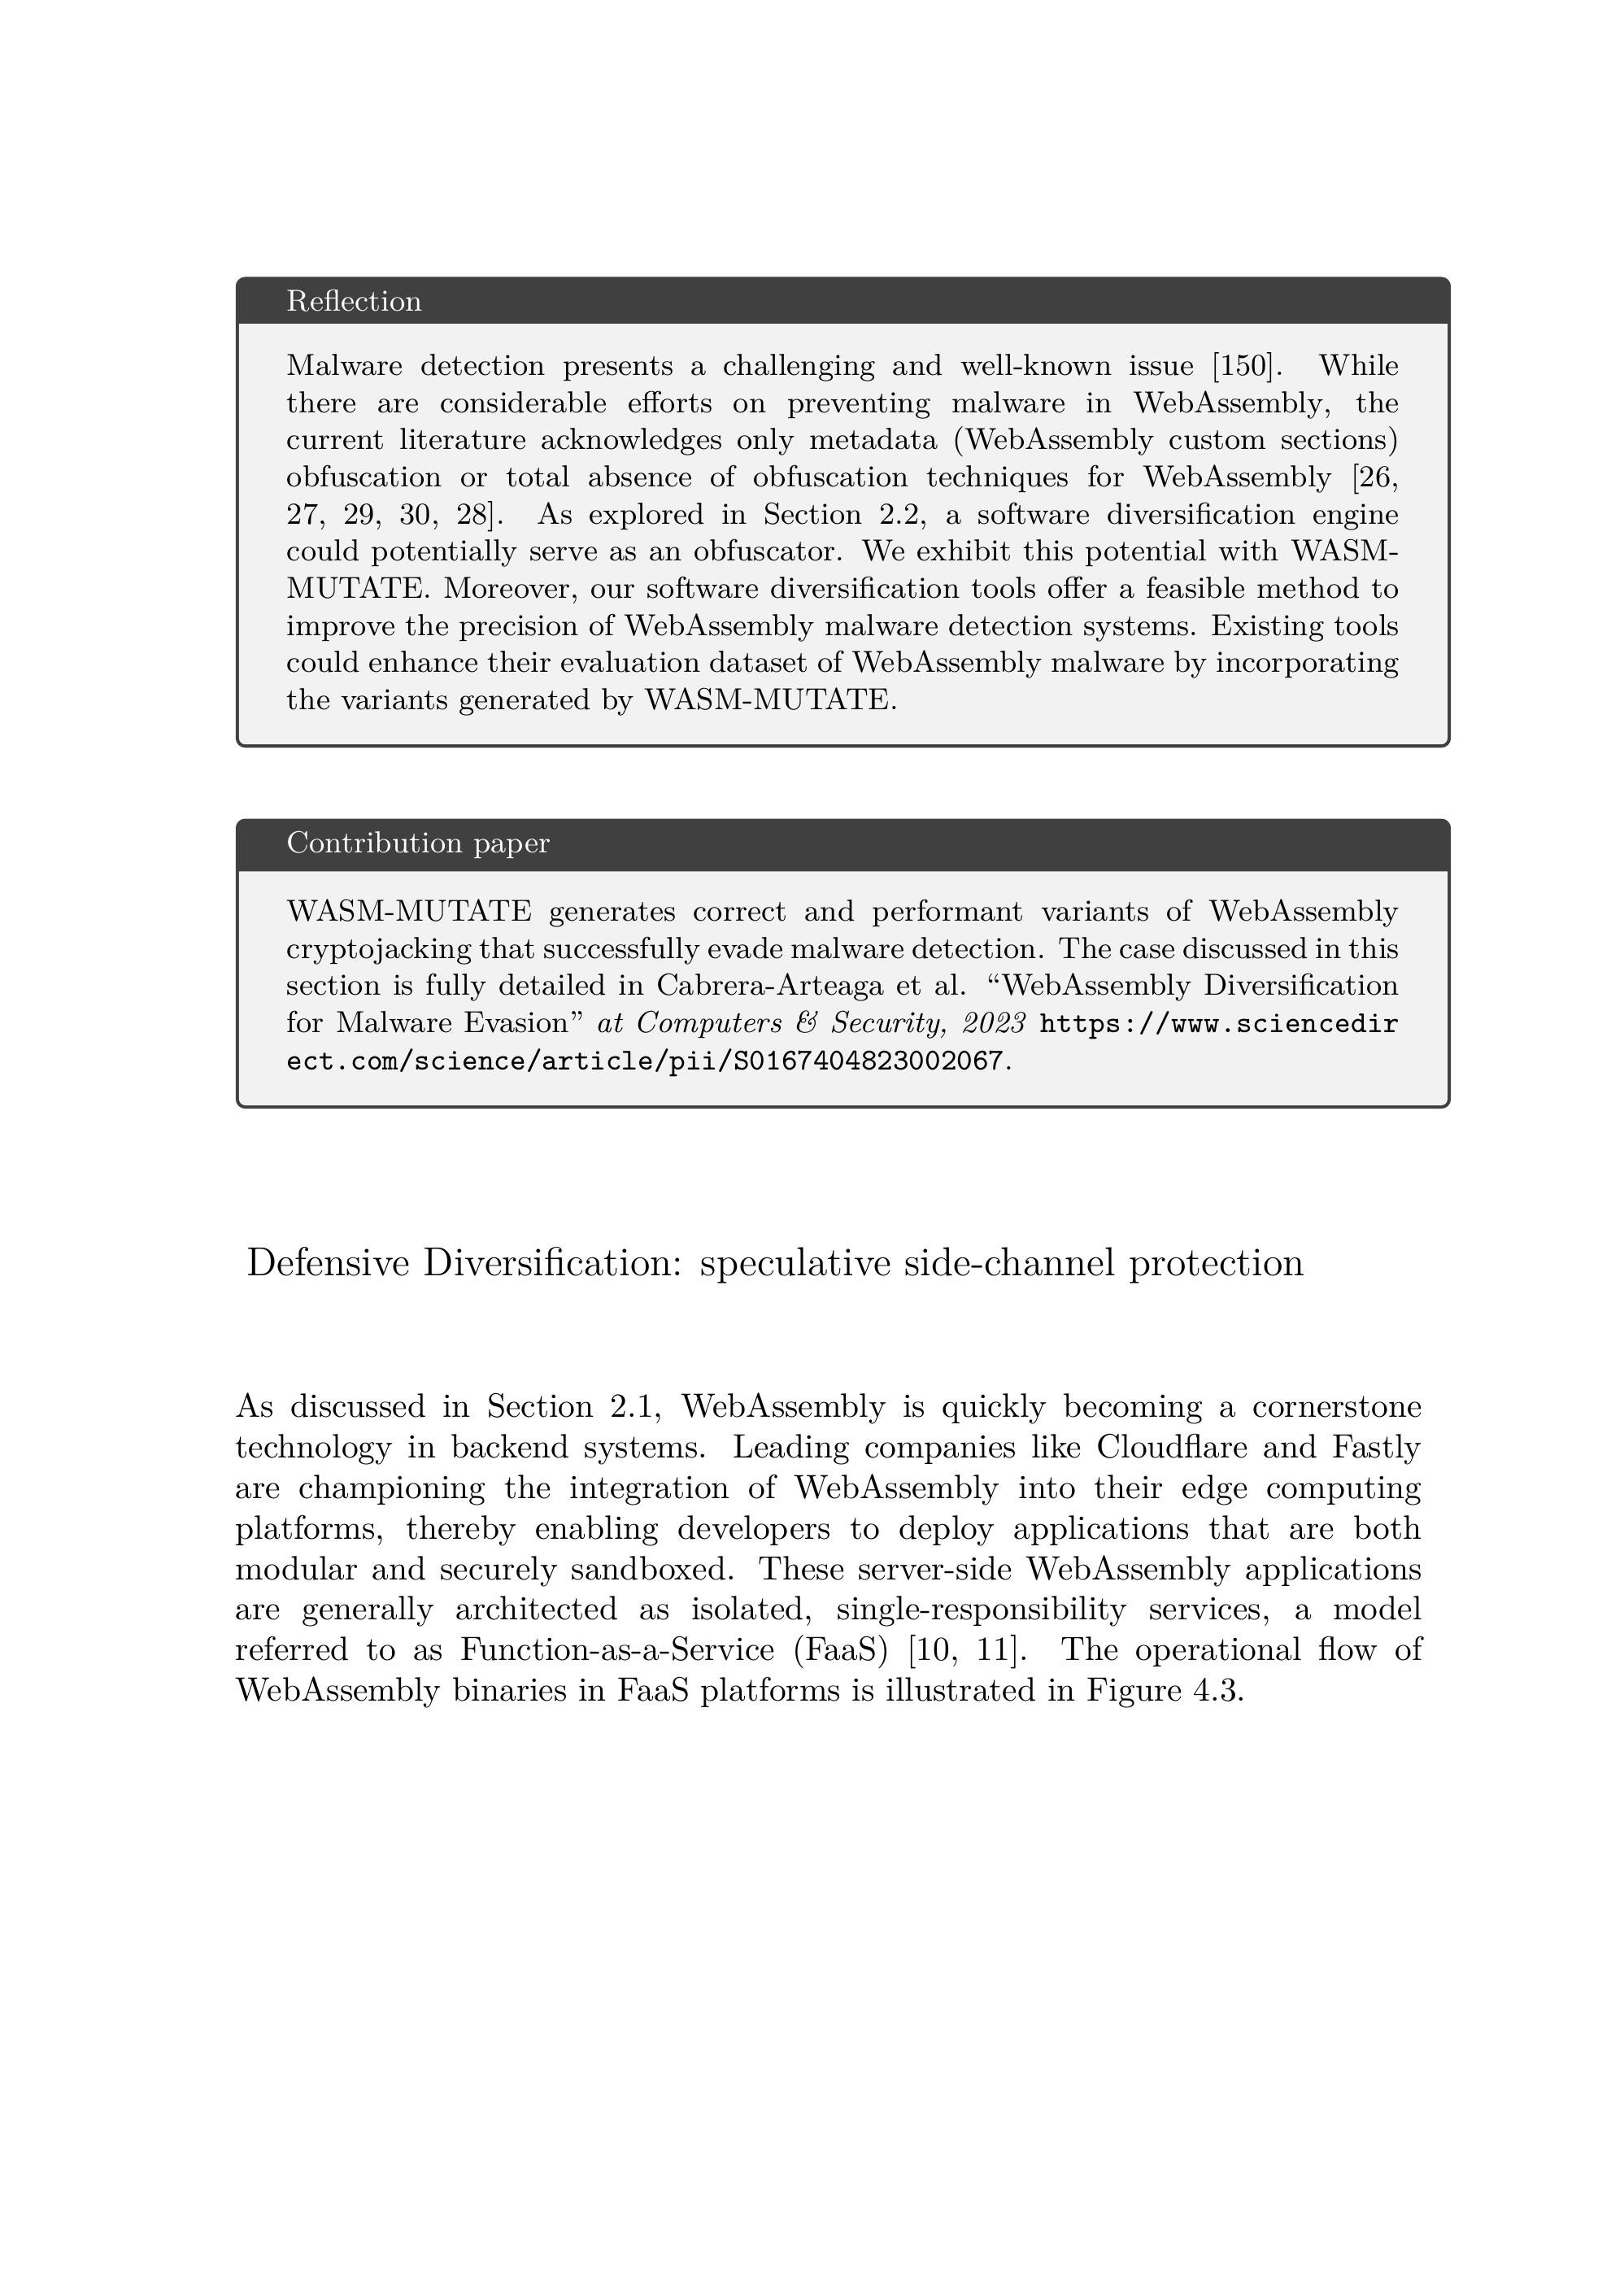 Reflection
Malware detection presents a challenging and well-known issue [150]. While
there are considerable efforts on preventing malware in WebAssembly, the
current literature acknowledges only metadata (WebAssembly custom sections)
obfuscation or total absence of obfuscation techniques for WebAssembly [26,
27, 29, 30, 28]. As explored in Section 2.2, a software diversification engine
could potentially serve as an obfuscator. We exhibit this potential with WASM-
MUTATE. Moreover, our software diversification tools offer a feasible method to
improve the precision of WebAssembly malware detection systems. Existing tools
could enhance their evaluation dataset of WebAssembly malware by incorporating
the variants generated by WASM-MUTATE.
Contribution paper
WASM-MUTATE generates correct and performant variants of WebAssembly
cryptojacking that successfully evade malware detection. The case discussed in this
section is fully detailed in Cabrera-Arteaga et al. “WebAssembly Diversification
for Malware Evasion” at Computers & Security, 2023 https://www.sciencedir
ect.com/science/article/pii/S0167404823002067.
Defensive Diversification: speculative side-channel protection
As discussed in Section 2.1, WebAssembly is quickly becoming a cornerstone
technology in backend systems. Leading companies like Cloudflare and Fastly
are championing the integration of WebAssembly into their edge computing
platforms, thereby enabling developers to deploy applications that are both
modular and securely sandboxed. These server-side WebAssembly applications
are generally architected as isolated, single-responsibility services, a model
referred to as Function-as-a-Service (FaaS) [10, 11]. The operational flow of
WebAssembly binaries in FaaS platforms is illustrated in Figure 4.3.